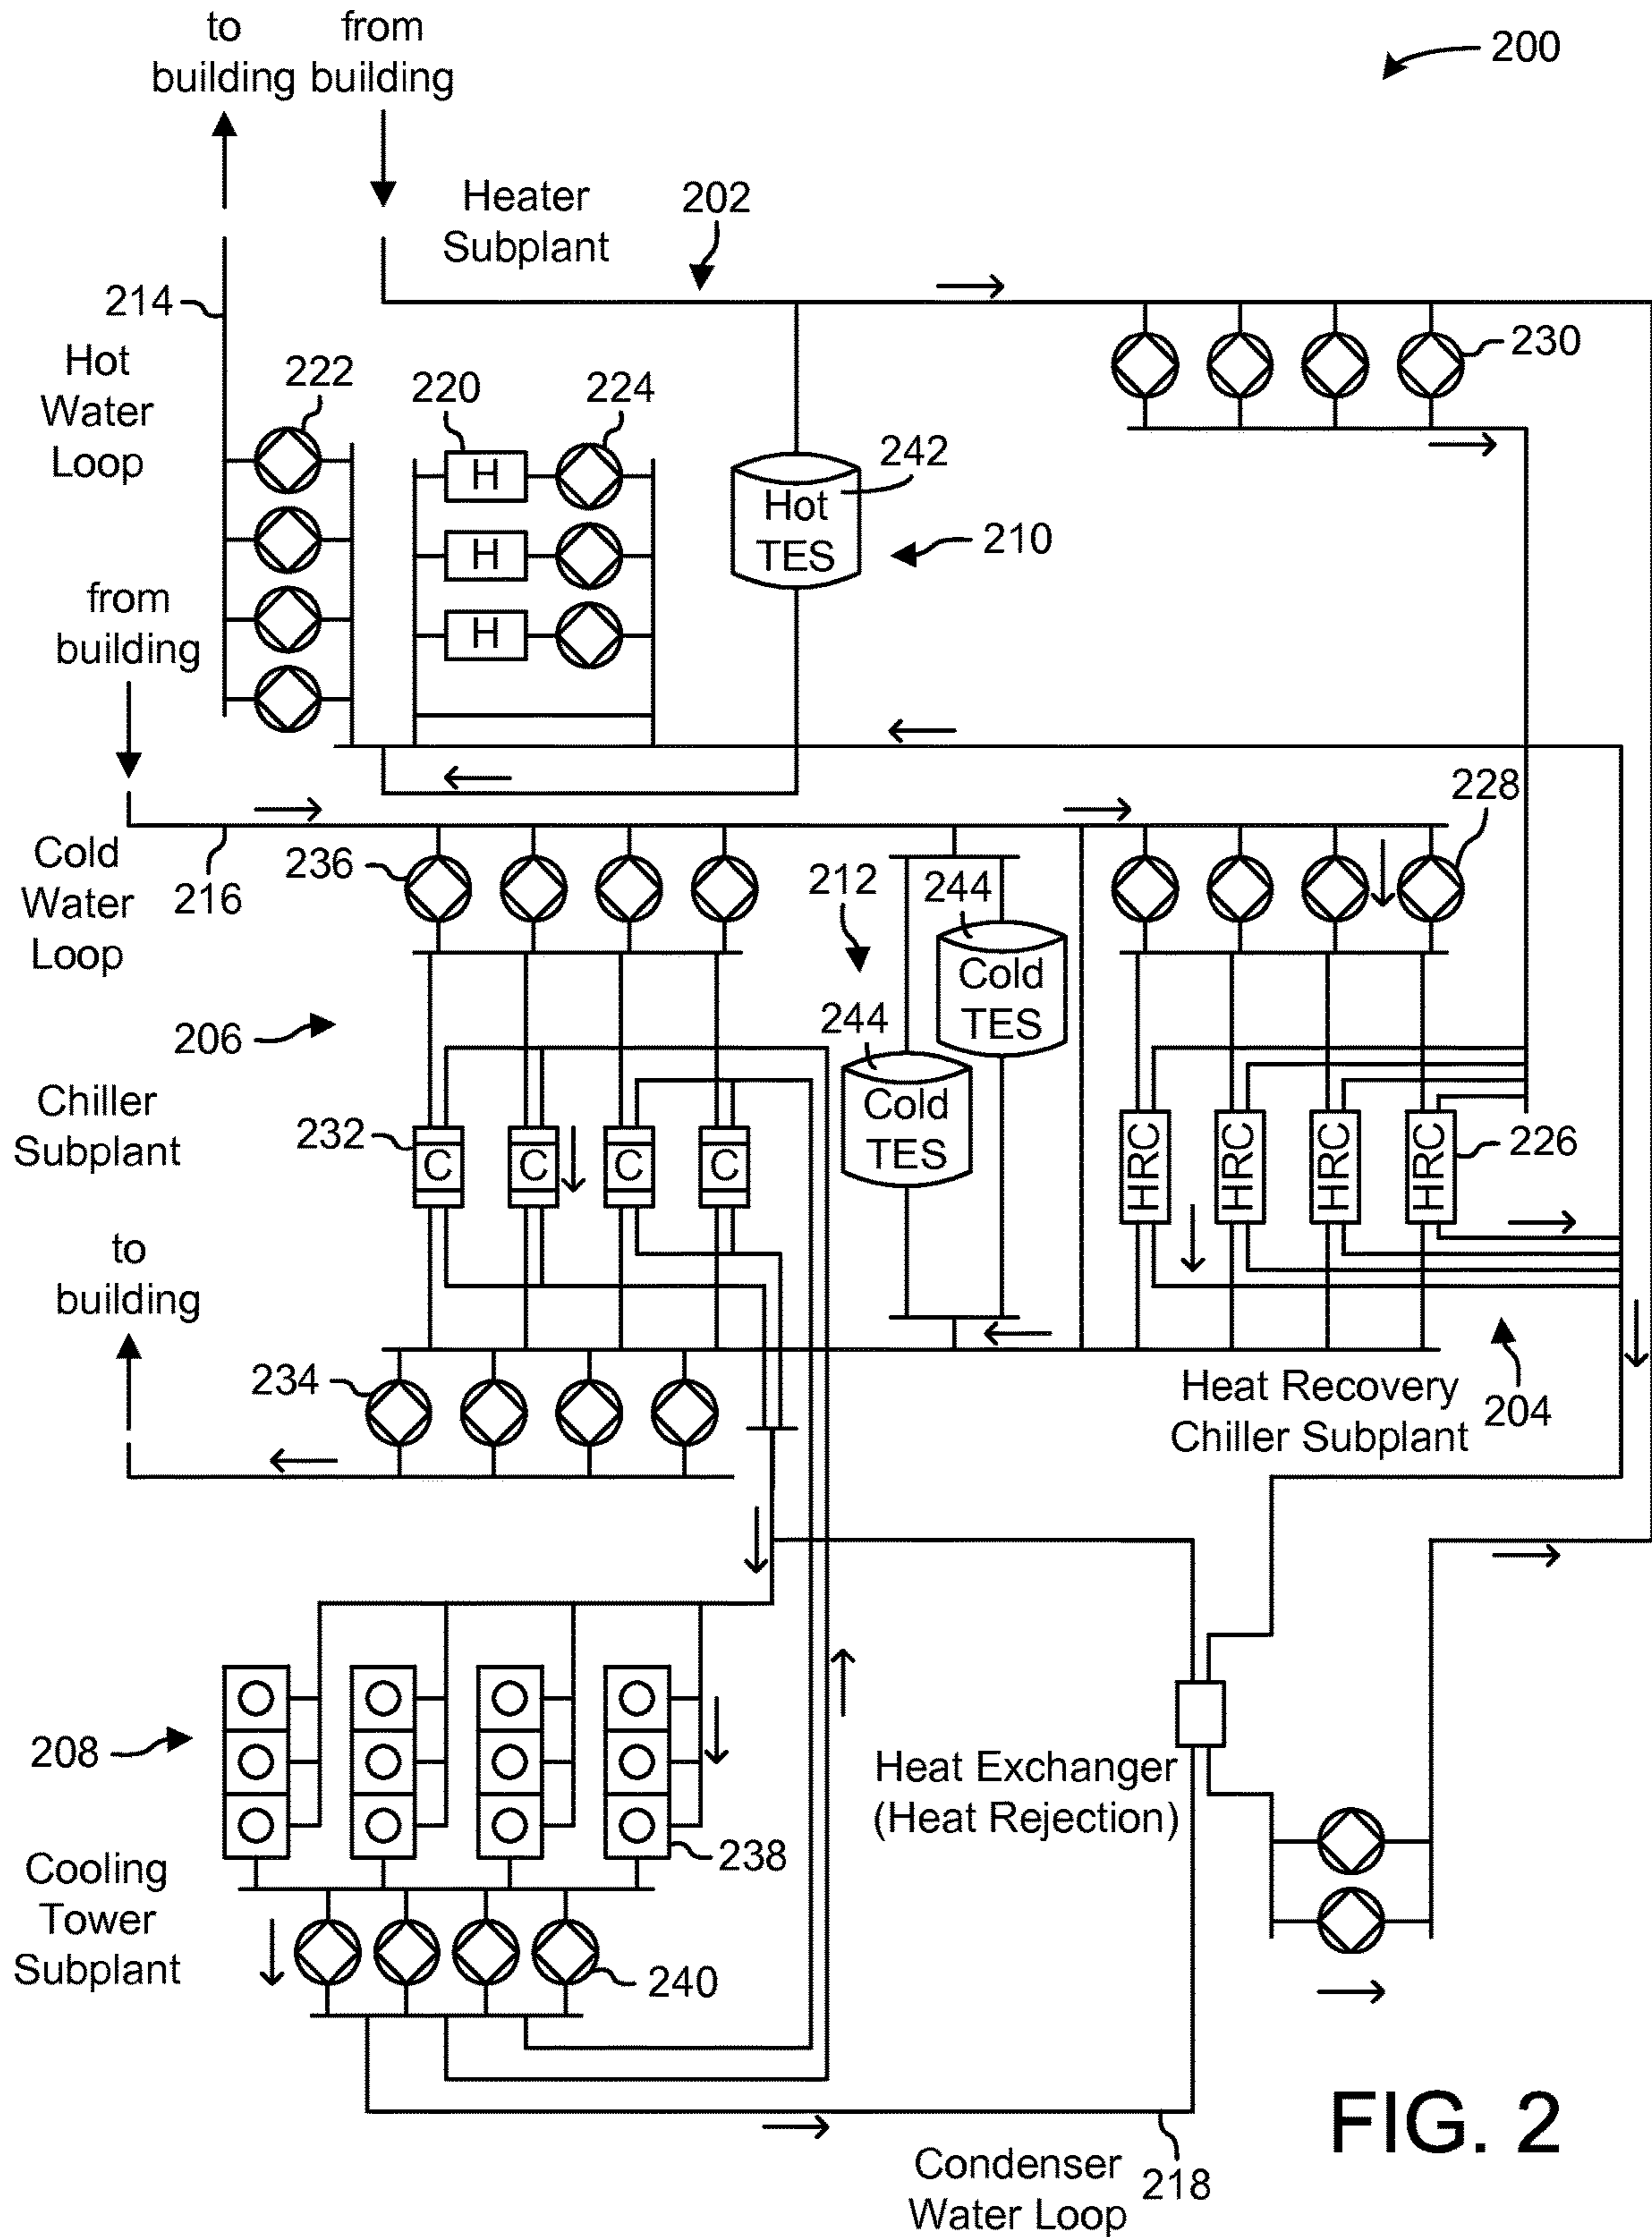 to
building
from
building
200
Heater
Subplant
202
214
Hot
Water
Loop
222
220
224
230
H
H
H
Hot
TES
242
210
from
building
228
Cold
Water
Loop
216
236
212
244
Cold
TES
244
Cold
TES
206
Chiller
Subplant
232
C
C
C
C
HRC
HRC
HRC
HRC
226
to
building
234
Heat Recovery
Chiller Subplant
204
208
Heat Exchanger
(Heat Rejection)
238
Cooling
Tower
Subplant
240
Condenser
Water Loop
218
FIG. 2